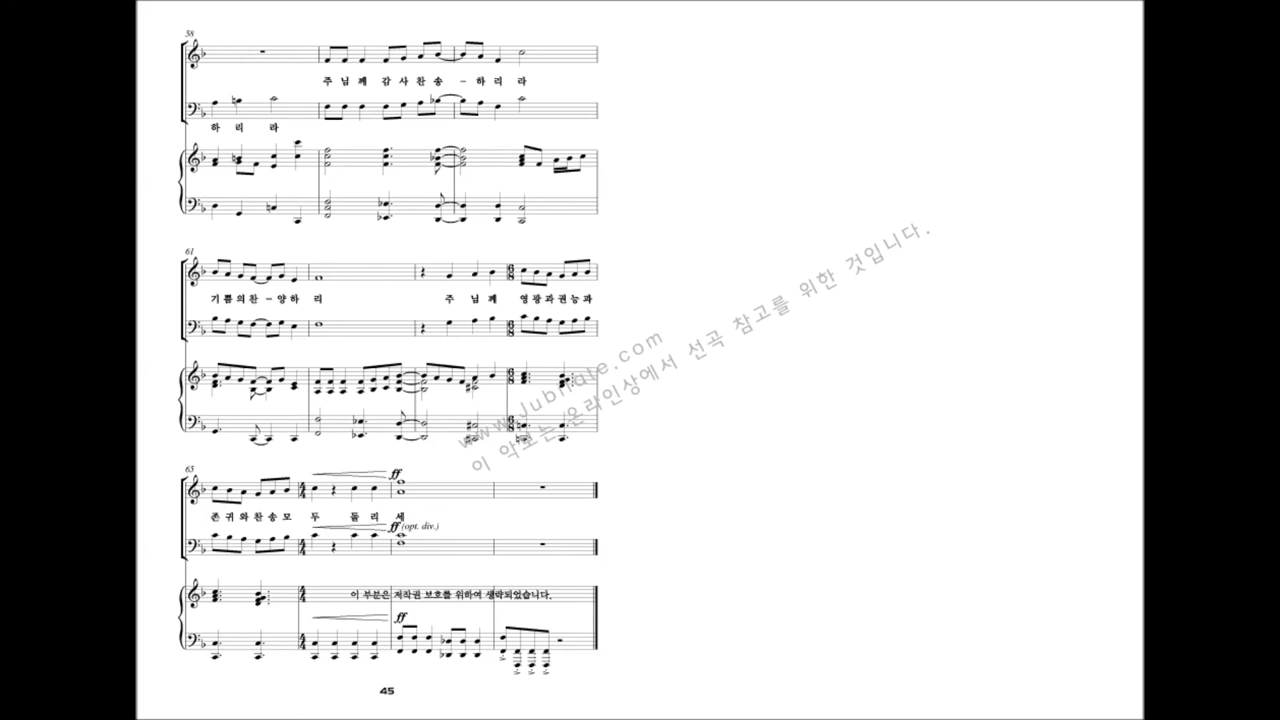 58
주 님 께 감 사 찬 송 - 하 리 라
하 리 라
61
기 쁨 의 찬 - 양 하 리 주 님 께 영 광 과 권 능 과
www.Jubilate.com
이 악보는 온라인상에서 선곡 참고를 위한 것입니다.
65
ff
존 귀 와 찬 송 모 두 돌 리 세
ff (opt. div.)
이 부분은 저작권 보호를 위하여 생략되었습니다.
ff
45